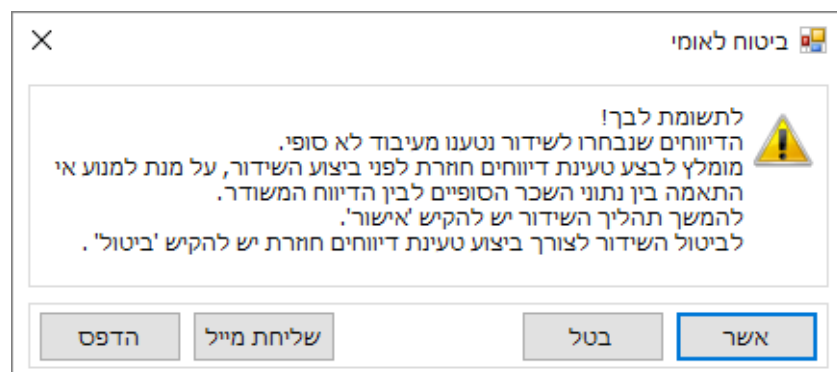 ביטוח לאומי
לתשומת לבך!
הדיווחים שנבחרו לשידור נטענו מעיבוד לא סופי.
מומלץ לבצע טעינת דיווחים חוזרת לפני ביצוע השידור, על מנת למנוע אי
התאמה בין נתוני השכר הסופיים לבין הדיווח המשודר.
להמשך תהליך השידור יש להקיש 'אישור'.
לביטול השידור לצורך ביצוע טעינת דיווחים חוזרת יש להקיש 'ביטול' .
אשר
בטל
שליחת מייל
הדפס